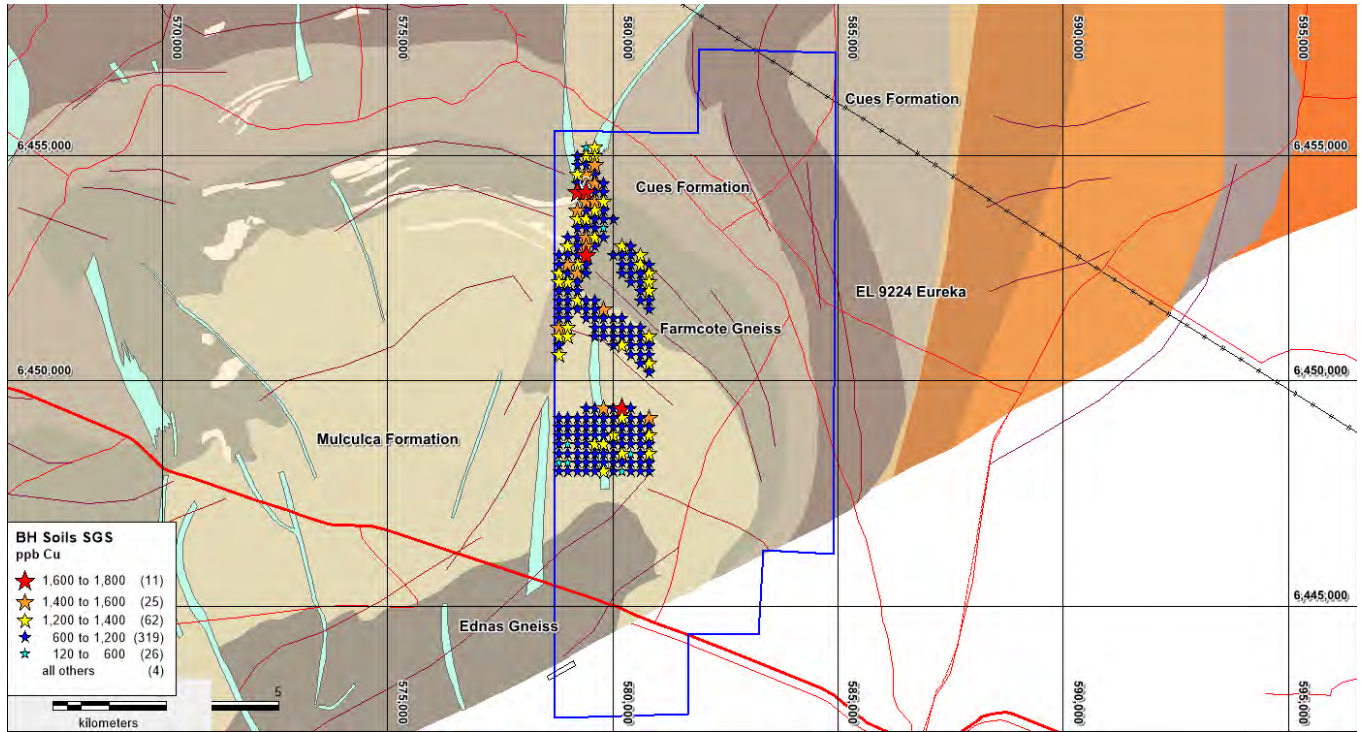 570,000
575,000
580,000
585,000
590,000
595,000
Cues Formation
6,455,000
6,455,000
Cues Formation
EL 9224 Eureka
Farmcote Gneiss
6,450,000
6,450,000
Mulculca Formation
BH Soils SGS
ppb Cu
1,600 to 1,800 (11)
1,400 to 1,600 (25)
1,200 to 1,400 (62)
600 to 1,200 (319)
120 to 600 (26)
all others (4)
6,445,000
Ednas Gneiss
5
kilometers
575,000
580,000
585,000
590,000
595,000